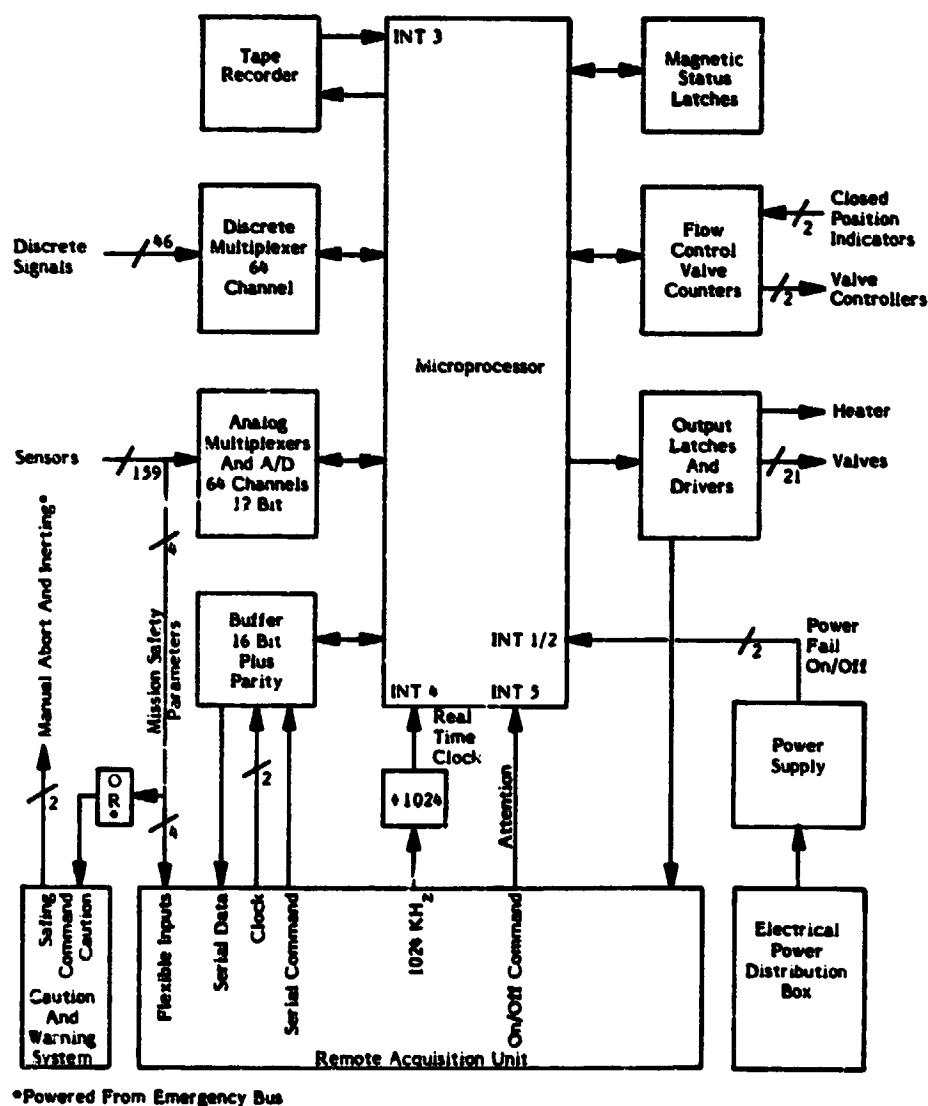 Tape
Recorder
INT 3
Magnetic
Status
Latches
Discrete
Signals
46
Discrete
Multiplexer
64
Channel
Flow
Control
Valve
Counters
2
Closed
Position
Indicators
2
Valve
Controllers
Microprocessor
Sensors
159
Analog
Multiplexers
And A/D
64 Channels
12 Bit
Output
Latches
And
Drivers
Heater
21
Valves
Manual Abort And Inerting*
2
Mission Safety
Parameters
4
Buffer
16 Bit
Plus
Parity
INT 1/2
2
Power
Fail
On/Off
INT 4
INT 5
Real
Time
Clock
2
OR*
4
÷1024
Attention
Power
Supply
Safing
Command
Caution
Caution
And
Warning
System
Flexible Inputs
Serial Data
Clock
Serial Command
1024 KHz
On/Off Command
Remote Acquisition Unit
Electrical
Power
Distribution
Box
*Powered From Emergency Bus